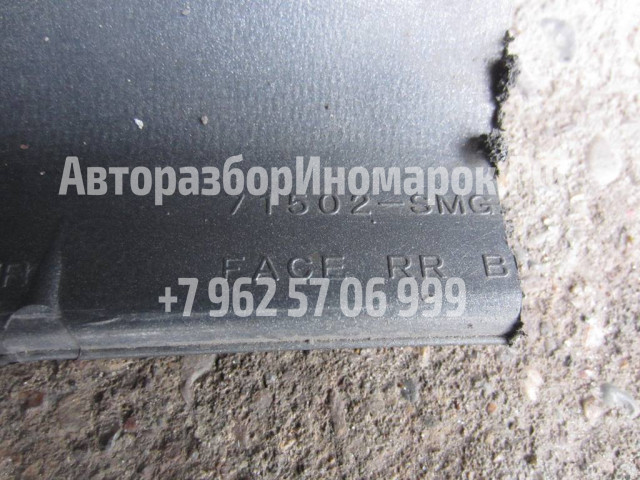 АвторазборИномарок
71502-SMG
FACE RR B
+7 962 57 06 999